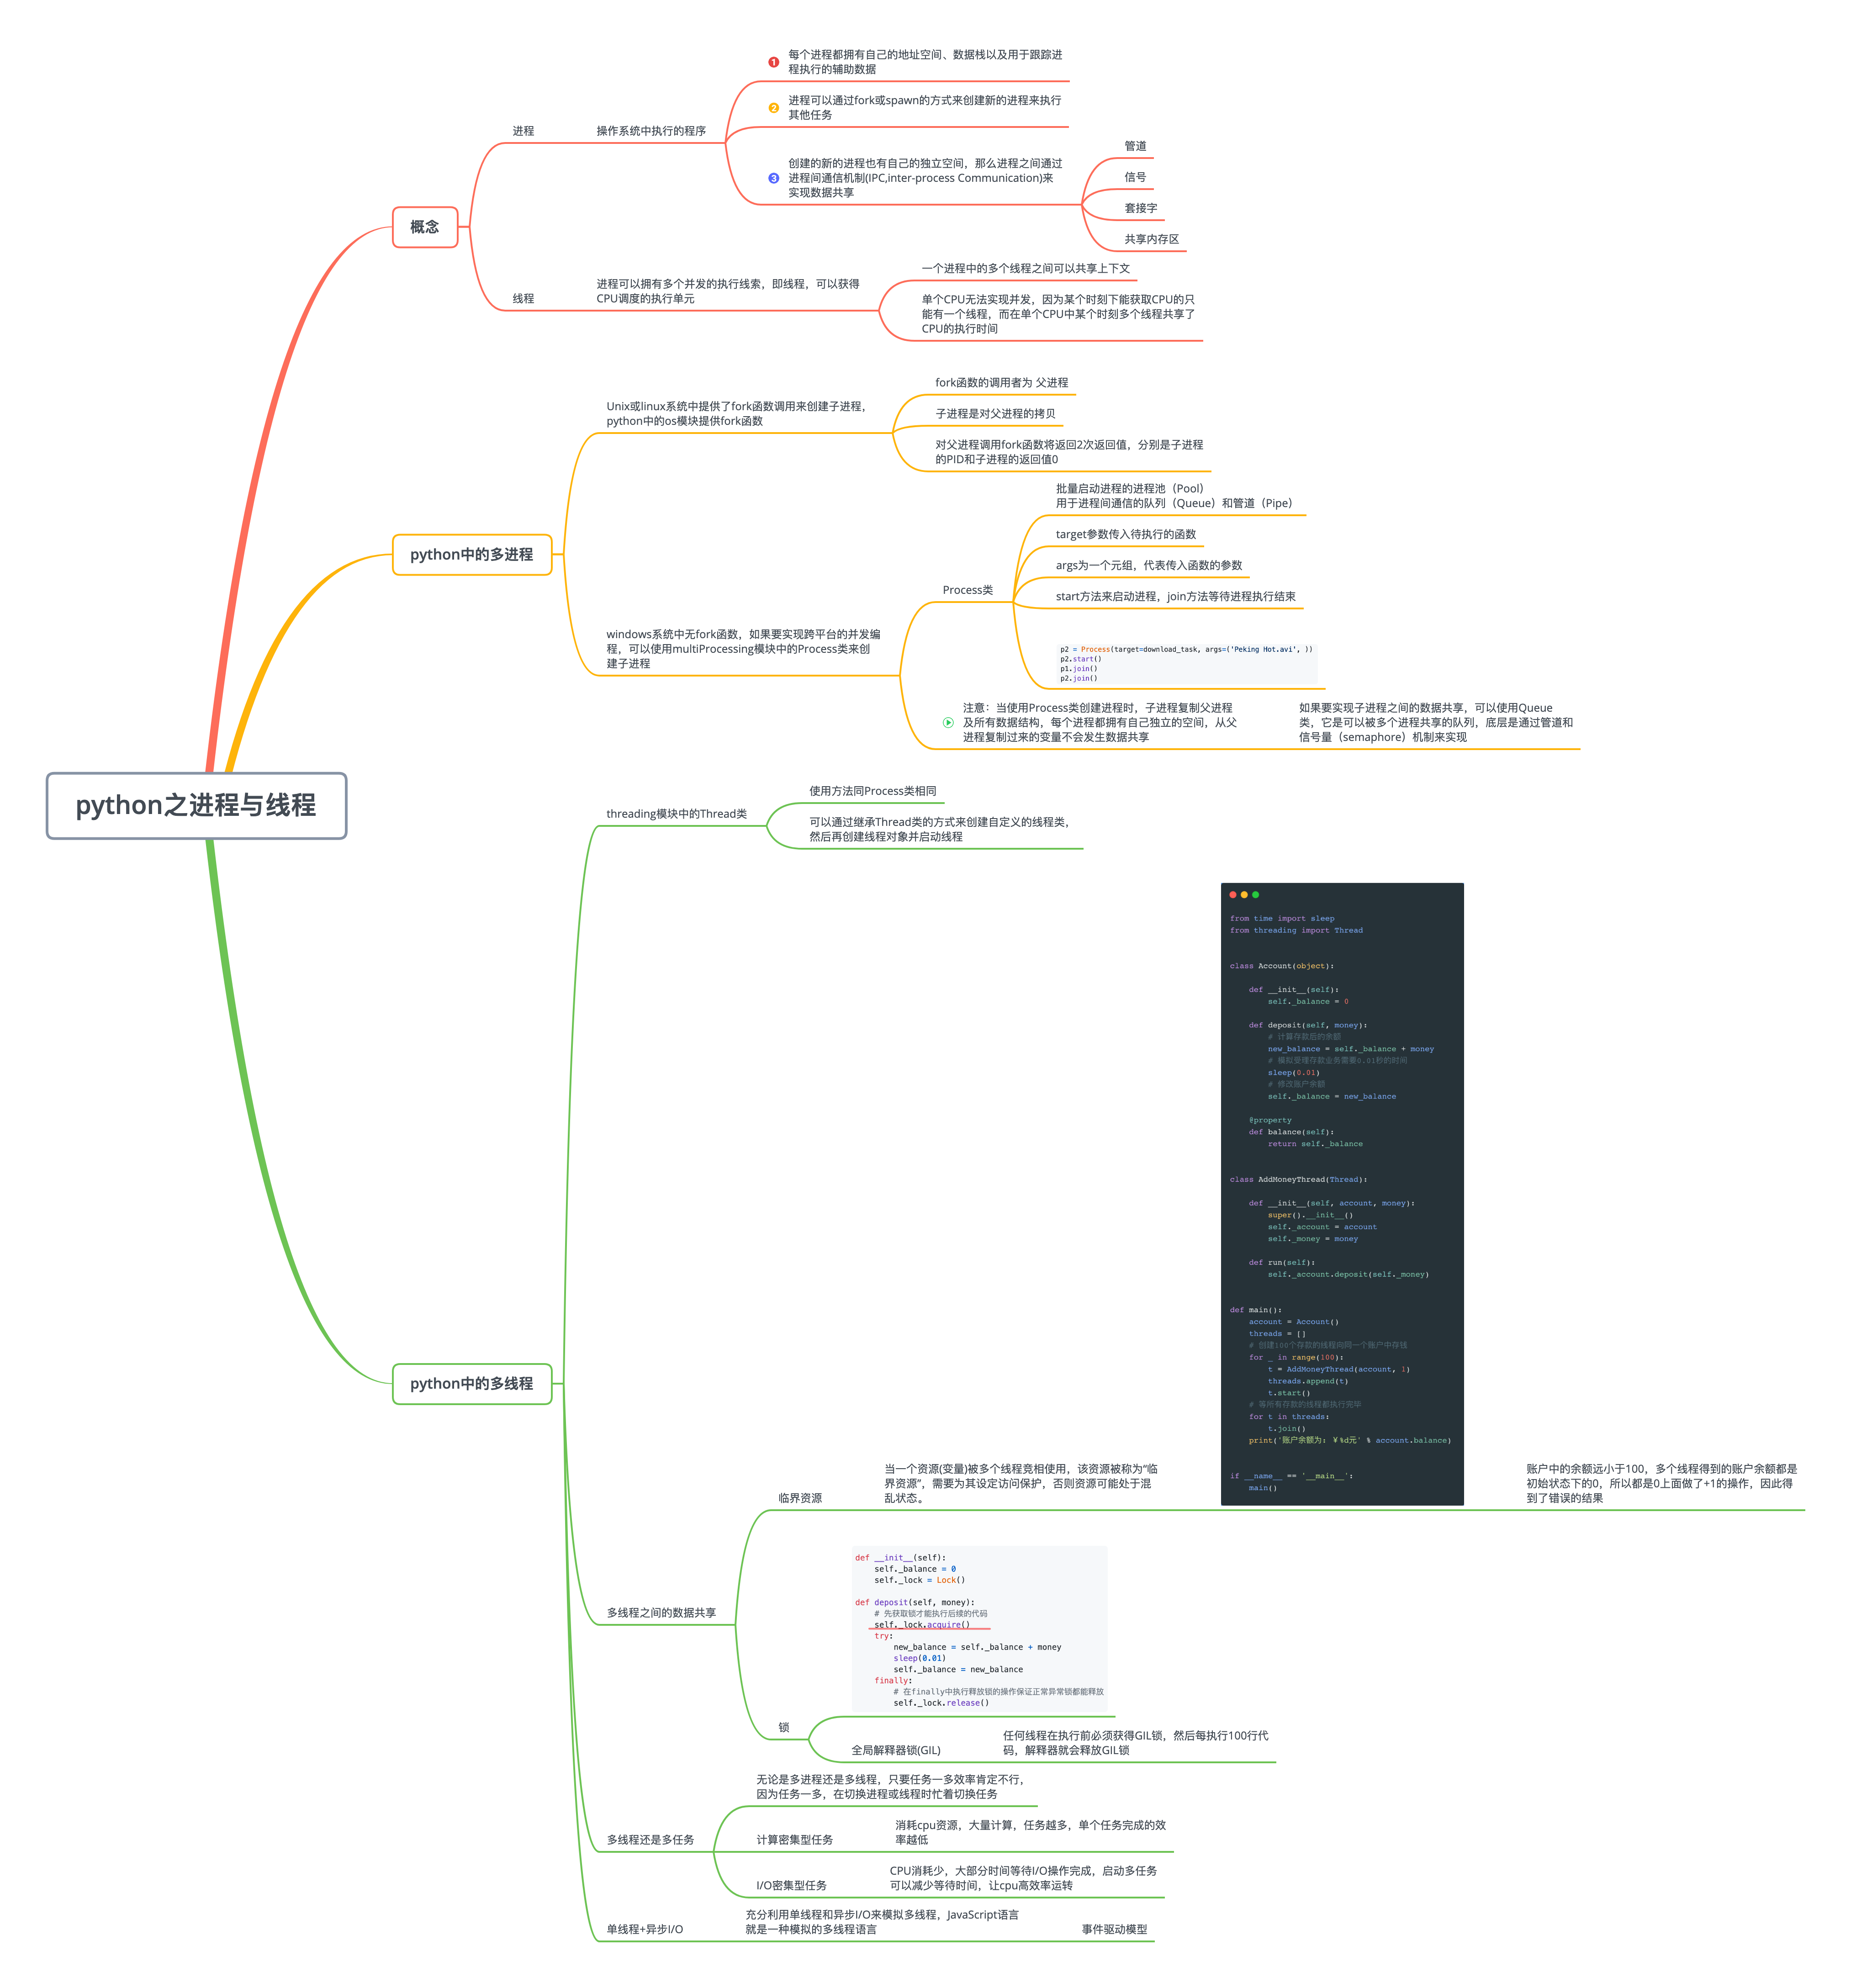 每个进程都拥有自己的地址空间、数据栈以及用于跟踪进
程执行的辅助数据
进程可以通过fork或spawn的方式来创建新的进程来执行
其他任务
进程
操作系统中执行的程序
创建的新的进程也有自己的独立空间，那么进程之间通过
进程间通信机制(IPC,inter-process Communication)来
实现数据共享
管道
信号
套接字
共享内存区
概念
线程
进程可以拥有多个并发的执行线索，即线程，可以获得
CPU调度的执行单元
一个进程中的多个线程之间可以共享上下文
单个CPU无法实现并发，因为某个时刻下能获取CPU的只
能有一个线程，而在单个CPU中某个时刻多个线程共享了
CPU的执行时间
Unix或linux系统中提供了fork函数调用来创建子进程，
python中的os模块提供fork函数
fork函数的调用者为 父进程
子进程是对父进程的拷贝
对父进程调用fork函数将返回2次返回值，分别是子进程
的PID和子进程的返回值0
python中的多进程
windows系统中无fork函数，如果要实现跨平台的并发编
程，可以使用multiProcessing模块中的Process类来创
建子进程
Process类
批量启动进程的进程池（Pool）
用于进程间通信的队列（Queue）和管道（Pipe）
target参数传入待执行的函数
args为一个元组，代表传入函数的参数
start方法来启动进程，join方法等待进程执行结束
p2 = Process(target=download_task, args=('Peking Hot.avi', ))
p2.start()
p1.join()
p2.join()
注意：当使用Process类创建进程时，子进程复制父进程
及所有数据结构，每个进程都拥有自己独立的空间，从父
进程复制过来的变量不会发生数据共享
如果要实现子进程之间的数据共享，可以使用Queue
类，它是可以被多个进程共享的队列，底层是通过管道和
信号量（semaphore）机制来实现
python之进程与线程
threading模块中的Thread类
使用方法同Process类相同
可以通过继承Thread类的方式来创建自定义的线程类，
然后再创建线程对象并启动线程
python中的多线程
多线程之间的数据共享
临界资源
当一个资源(变量)被多个线程竞相使用，该资源被称为“临
界资源”，需要为其设定访问保护，否则资源可能处于混
乱状态。
from time import sleep
from threading import Thread
class Account(object):
def __init__(self):
self._balance = 0
def deposit(self, money):
# 计算存款后的余额
new_balance = self._balance + money
# 模拟受理存款业务需要0.01秒的时间
sleep(0.01)
# 修改账户余额
self._balance = new_balance
@property
def balance(self):
return self._balance
class AddMoneyThread(Thread):
def __init__(self, account, money):
super().__init__()
self._account = account
self._money = money
def run(self):
self._account.deposit(self._money)
def main():
account = Account()
threads = []
# 创建100个存款的线程向同一个账户中存钱
for _ in range(100):
t = AddMoneyThread(account, 1)
threads.append(t)
t.start()
# 等所有存款的线程都执行完毕
for t in threads:
t.join()
print('账户余额为: ￥%d元' % account.balance)
if __name__ == '__main__':
main()
账户中的余额远小于100，多个线程得到的账户余额都是
初始状态下的0，所以都是0上面做了+1的操作，因此得
到了错误的结果
锁
def __init__(self):
self._balance = 0
self._lock = Lock()
def deposit(self, money):
# 先获取锁才能执行后续的代码
self._lock.acquire()
try:
new_balance = self._balance + money
sleep(0.01)
self._balance = new_balance
finally:
# 在finally中执行释放锁的操作保证正常异常锁都能释放
self._lock.release()
全局解释器锁(GIL)
任何线程在执行前必须获得GIL锁，然后每执行100行代
码，解释器就会释放GIL锁
多线程还是多任务
无论是多进程还是多线程，只要任务一多效率肯定不行，
因为任务一多，在切换进程或线程时忙着切换任务
计算密集型任务
消耗cpu资源，大量计算，任务越多，单个任务完成的效
率越低
I/O密集型任务
CPU消耗少，大部分时间等待I/O操作完成，启动多任务
可以减少等待时间，让cpu高效率运转
单线程+异步I/O
充分利用单线程和异步I/O来模拟多线程，JavaScript语言
就是一种模拟的多线程语言
事件驱动模型